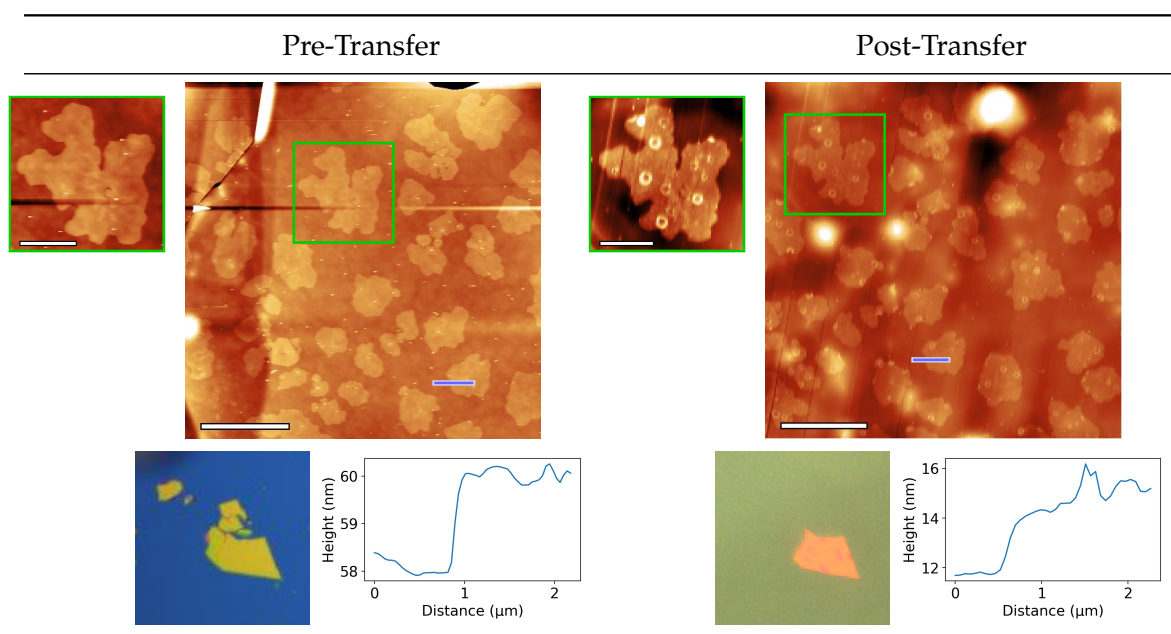 Pre-Transfer
Post-Transfer
60
59
58
Height (nm)
0
1
2
Distance (μm)
16
14
12
Height (nm)
0
1
2
Distance (μm)